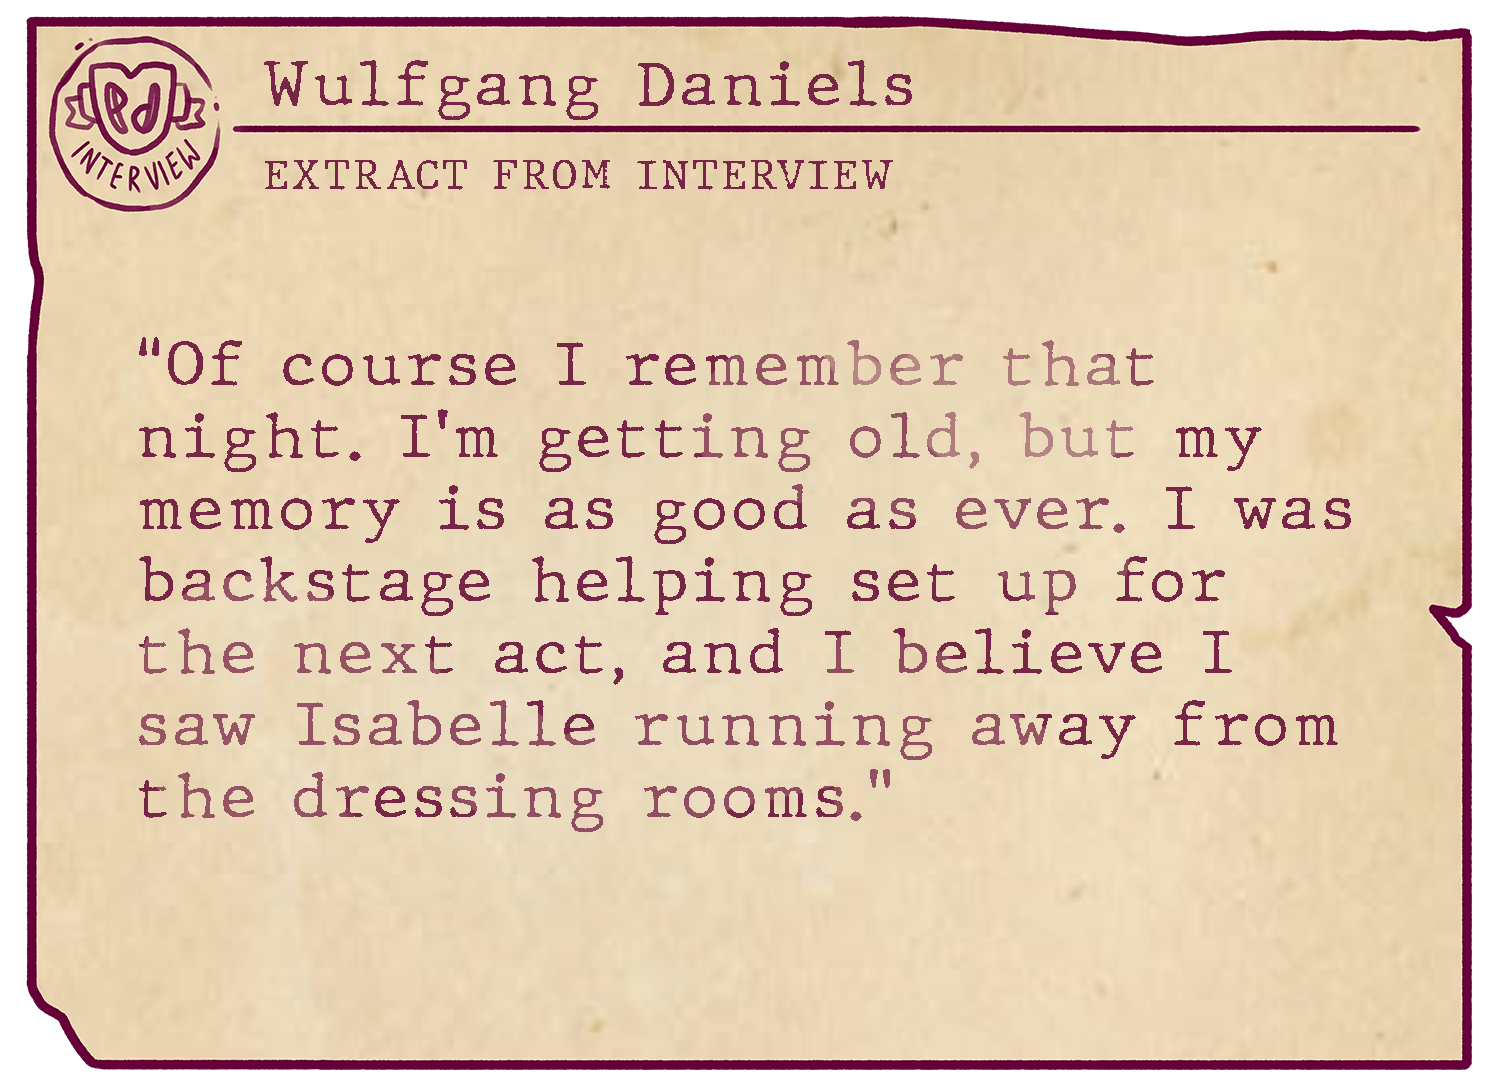 Pd
INTERVIEW
Wulfgang Daniels
EXTRACT FROM INTERVIEW
"Of course I remember that
night. I'm getting old, but my
memory is as good as ever. I was
backstage helping set up for
the next act, and I believe I
saw Isabelle running away from
the dressing rooms."